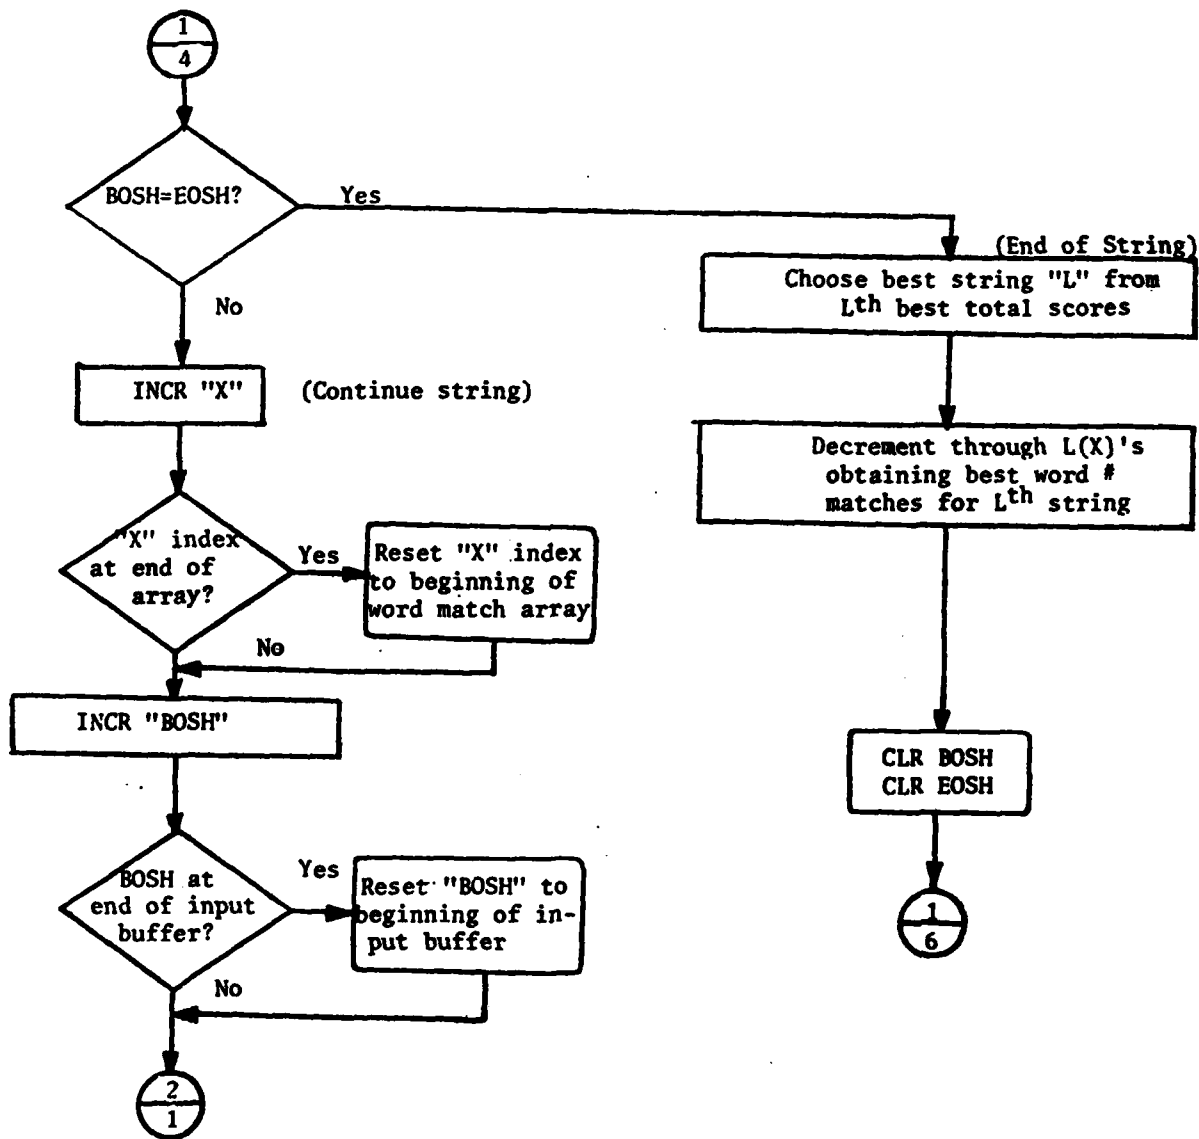 1
4
BOSH=EOSH?
Yes
No
(End of String)
Choose best string "L" from
Lth best total scores
INCR "X"
(Continue string)
Decrement through L(X)'s
obtaining best word #
matches for Lth string
"X" index
at end of
array?
Yes
Reset "X" index
to beginning of
word match array
No
INCR "BOSH"
CLR BOSH
CLR EOSH
BOSH at
end of input
buffer?
Yes
Reset "BOSH" to
beginning of in-
put buffer
No
1
6
2
1